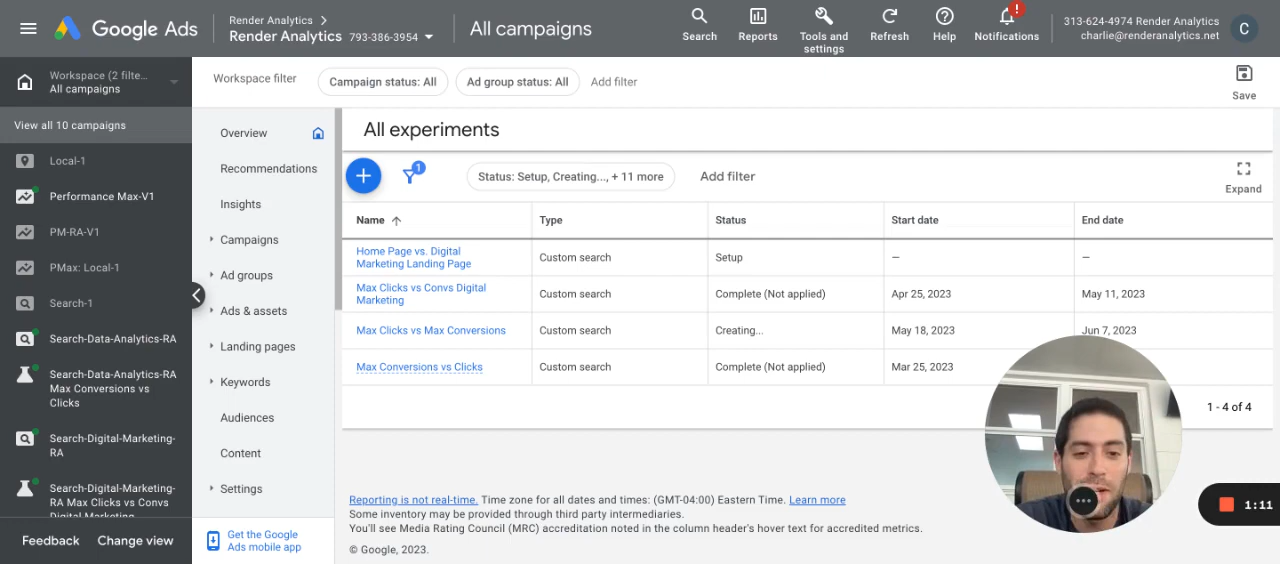 Google Ads
Render Analytics
Render Analytics 793-386-3954
All campaigns
Search
Reports
Tools and
settings
Refresh
Help
!
Notifications
313-624-4974 Render Analytics
charlie@renderanalytics.net
C
Workspace (2 filte...
All campaigns
Workspace filter
Campaign status: All
Ad group status: All
Add filter
Save
View all 10 campaigns
Local-1
Performance Max-V1
PM-RA-V1
PMax: Local-1
Search-1
Search-Data-Analytics-RA
Search-Data-Analytics-RA
Max Conversions vs
Clicks
Search-Digital-Marketing-
RA
Search-Digital-Marketing-
RA Max Clicks vs Convs
Digital Marketing
Feedback
Change view
Overview
Recommendations
Insights
Campaigns
Ad groups
Ads & assets
Landing pages
Keywords
Audiences
Content
Settings
Get the Google
Ads mobile app
All experiments
1
Status: Setup, Creating..., + 11 more
Add filter
Expand
Name
Type
Status
Start date
End date
Home Page vs. Digital
Marketing Landing Page
Custom search
Setup
—
—
Max Clicks vs Convs Digital
Marketing
Custom search
Complete (Not applied)
Apr 25, 2023
May 11, 2023
Max Clicks vs Max Conversions
Custom search
Creating...
May 18, 2023
Jun 7, 2023
Max Conversions vs Clicks
Custom search
Complete (Not applied)
Mar 25, 2023
1 - 4 of 4
Reporting is not real-time. Time zone for all dates and times: (GMT-04:00) Eastern Time. Learn more
Some inventory may be provided through third party intermediaries.
You'll see Media Rating Council (MRC) accreditation noted in the column header's hover text for accredited metrics.
© Google, 2023.
1:11